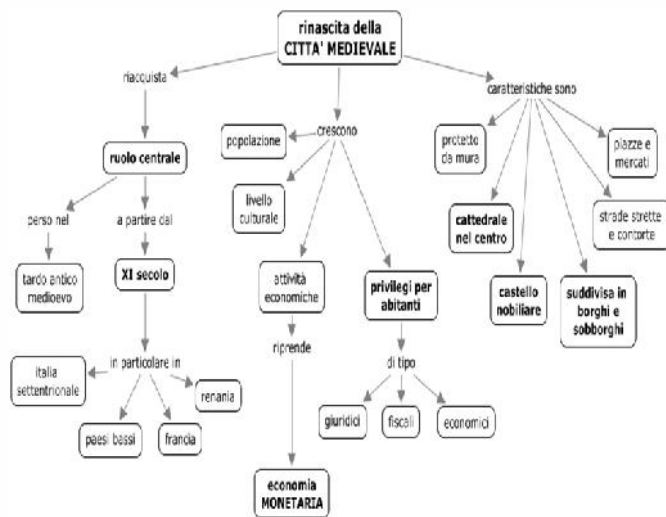 rinascita della
CITTA' MEDIEVALE
riacquista
crescono
caratteristiche sono
ruolo centrale
popolazione
livello
culturale
protetto
da mura
piazze e
mercati
perso nel
a partire dal
cattedrale
nel centro
strade strette
e contorte
tardo antico
medioevo
XI secolo
attività
economiche
privilegi per
abitanti
castello
nobiliare
suddivisa in
borghi e
sobborghi
in particolare in
riprende
di tipo
italia
settentrionale
renania
paesi bassi
francia
giuridici
fiscali
economici
economia
MONETARIA